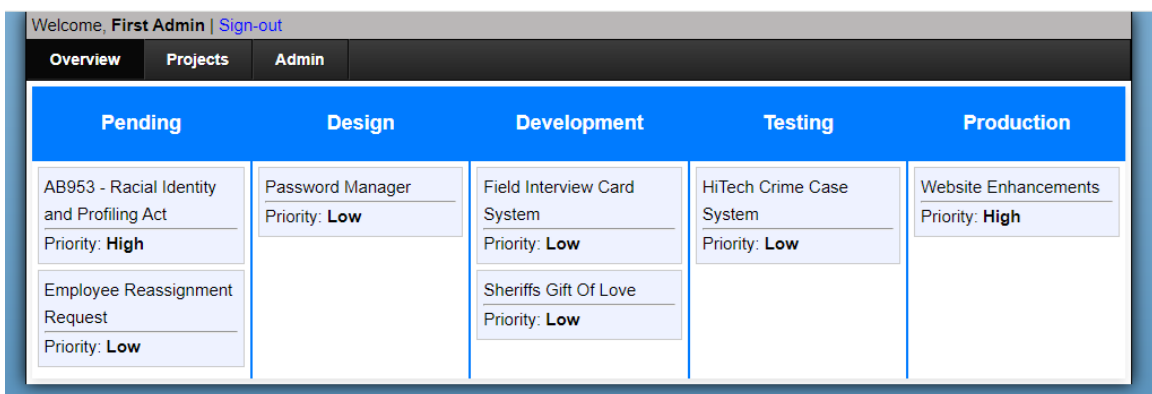 Welcome, First Admin | Sign-out
Overview Projects Admin
Pending Design Development Testing Production
AB953 - Racial Identity
and Profiling Act
Priority: High
Employee Reassignment
Request
Priority: Low
Password Manager
Priority: Low
Field Interview Card
System
Priority: Low
Sheriffs Gift Of Love
Priority: Low
HiTech Crime Case
System
Priority: Low
Website Enhancements
Priority: High